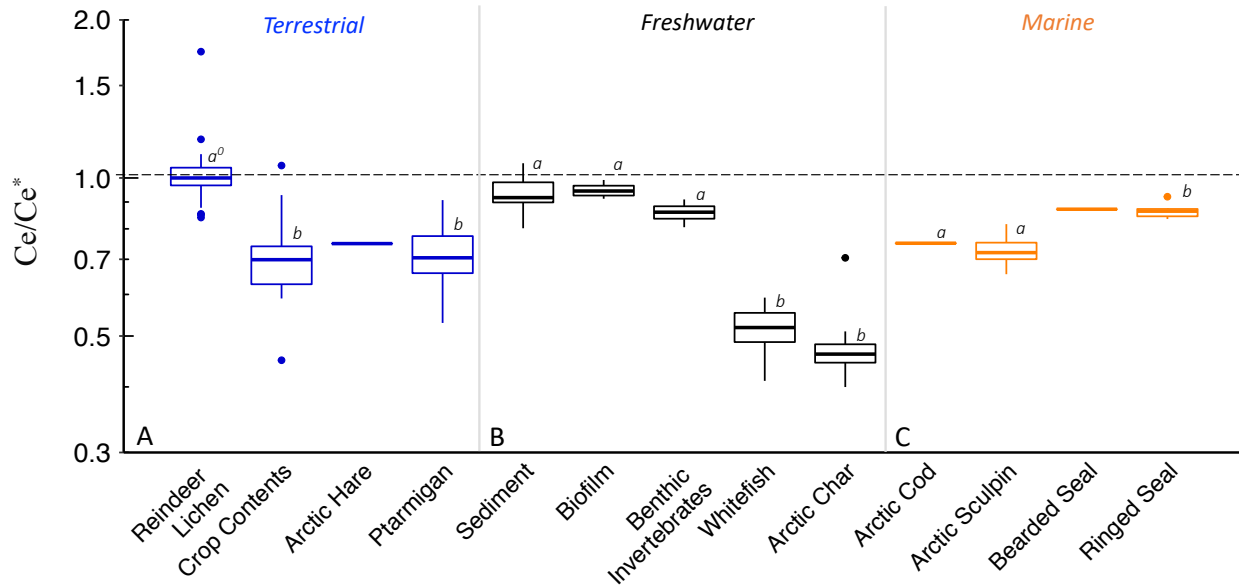 Terrestrial
Freshwater
Marine
Ce/Ce*
2.0
1.5
1.0
0.7
0.5
0.3
a⁰
b
b
a
a
a
b
b
a
a
b
A
B
C
Reindeer
Lichen
Crop Contents
Arctic Hare
Ptarmigan
Sediment
Biofilm
Benthic
Invertebrates
Whitefish
Arctic Char
Arctic Cod
Arctic Sculpin
Bearded Seal
Ringed Seal